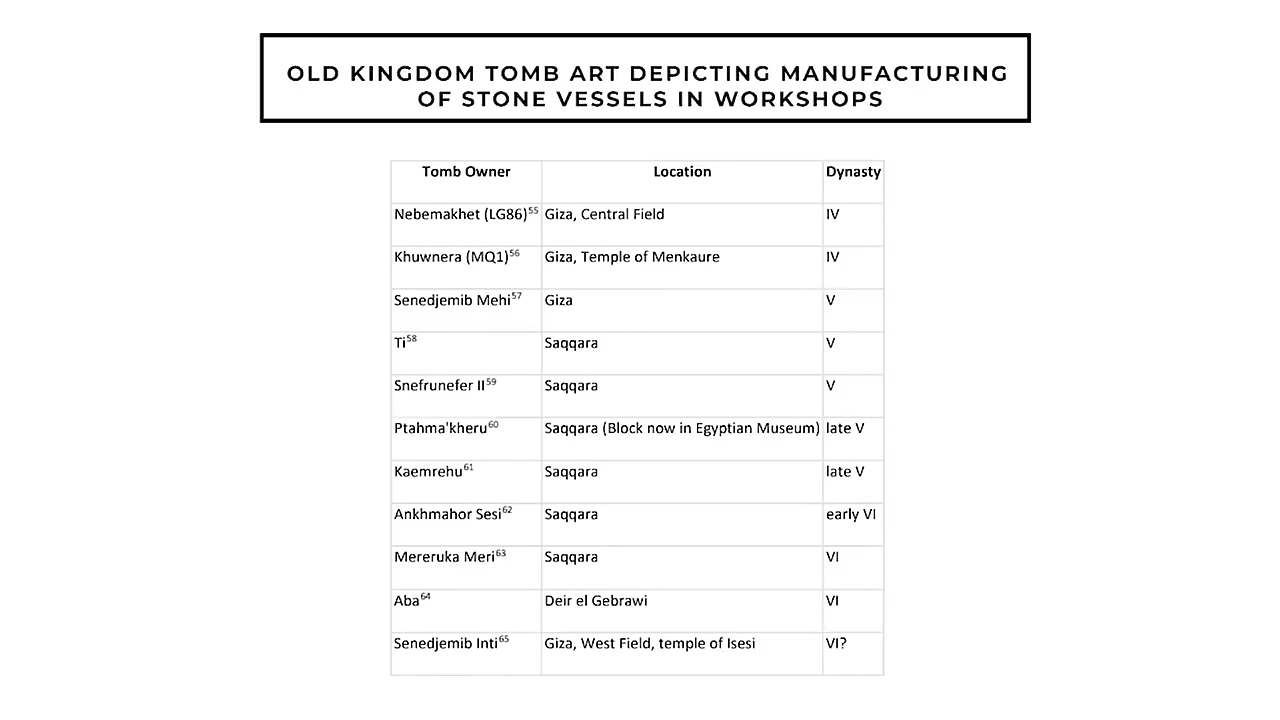 OLD KINGDOM TOMB ART DEPICTING MANUFACTURING
OF STONE VESSELS IN WORKSHOPS
Tomb Owner Location Dynasty
Nebemakhet (LG86)55 Giza, Central Field IV
Khuwnera (MQ1)56 Giza, Temple of Menkaure IV
Senedjemib Mehi57 Giza V
Ti58 Saqqara V
Snefrunefer II59 Saqqara V
Ptahma'kheru60 Saqqara (Block now in Egyptian Museum) late V
Kaemrehu61 Saqqara late V
Ankhmahor Sesi62 Saqqara early VI
Mereruka Meri63 Saqqara VI
Aba64 Deir el Gebrawi VI
Senedjemib Inti65 Giza, West Field, temple of Isesi VI?